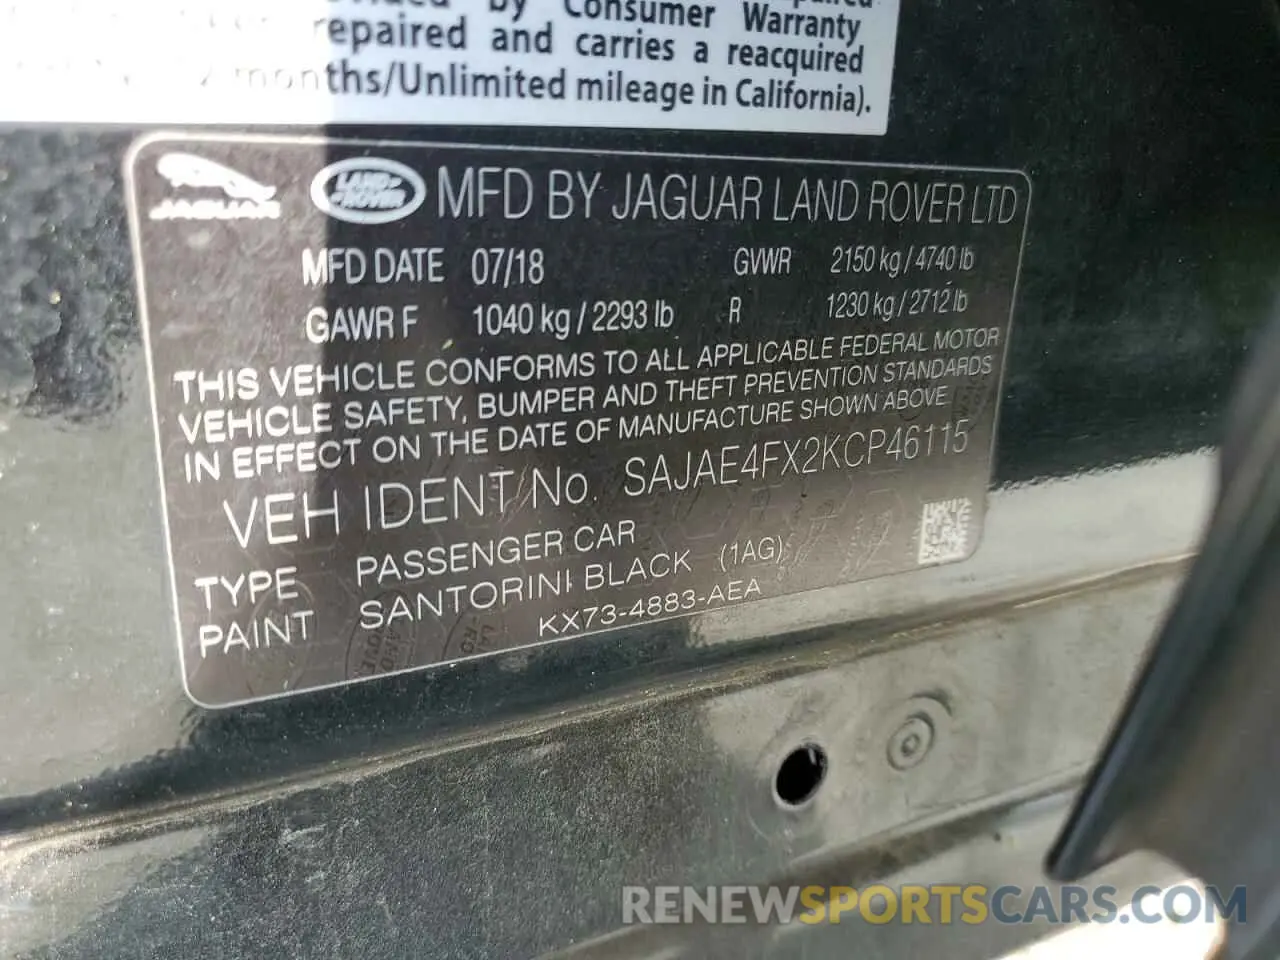 by Consumer Warranty
repaired and carries a reacquired
months/Unlimited mileage in California).
JAGUAR LAND ROVER MFD BY JAGUAR LAND ROVER LTD
MFD DATE 07/18 GVWR 2150 kg / 4740 lb
GAWR F 1040 kg / 2293 lb R 1230 kg / 2712 lb
THIS VEHICLE CONFORMS TO ALL APPLICABLE FEDERAL MOTOR
VEHICLE SAFETY, BUMPER AND THEFT PREVENTION STANDARDS
IN EFFECT ON THE DATE OF MANUFACTURE SHOWN ABOVE.
VEH IDENT No. SAJAE4FX2KCP46115
TYPE PASSENGER CAR
PAINT SANTORINI BLACK (1AG)
KX73-4883-AEA
RENEWSPORTSCARS.COM